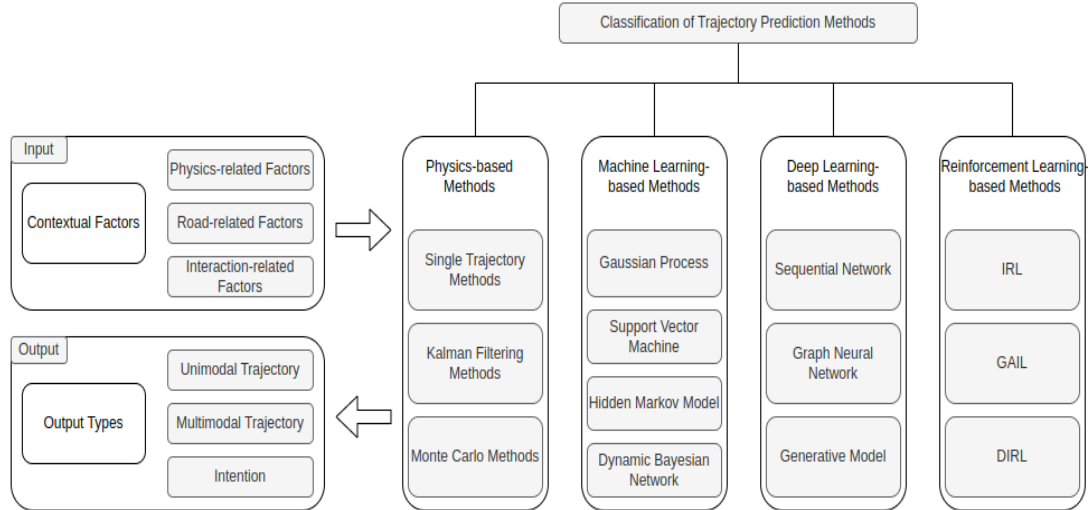 Classification of Trajectory Prediction Methods
Input
Contextual Factors
Physics-related Factors
Road-related Factors
Interaction-related
Factors
Output
Output Types
Unimodal Trajectory
Multimodal Trajectory
Intention
Physics-based
Methods
Single Trajectory
Methods
Kalman Filtering
Methods
Monte Carlo Methods
Machine Learning-
based Methods
Gaussian Process
Support Vector
Machine
Hidden Markov Model
Dynamic Bayesian
Network
Deep Learning-
based Methods
Sequential Network
Graph Neural
Network
Generative Model
Reinforcement Learning-
based Methods
IRL
GAIL
DIRL